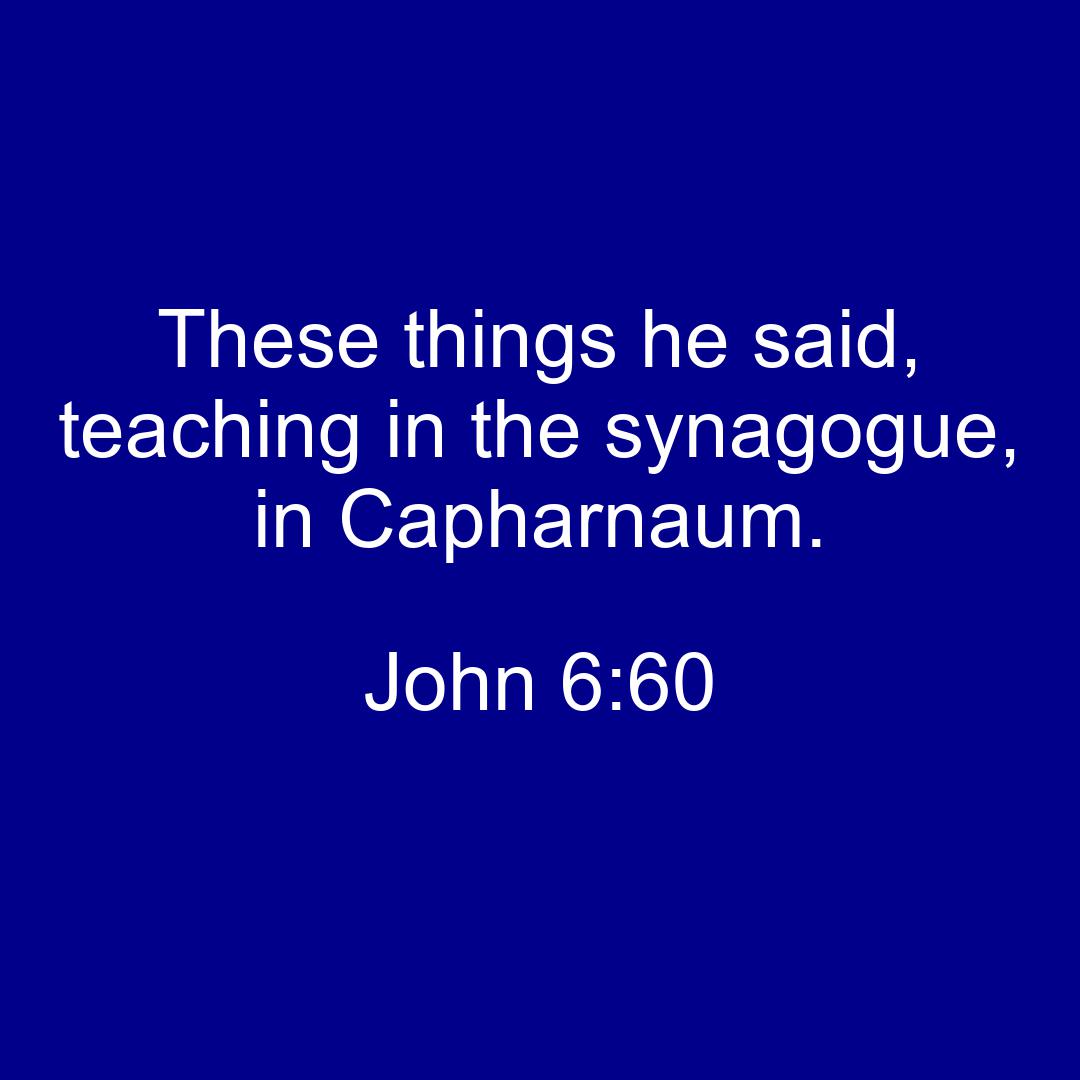 These things he said,
teaching in the synagogue,
in Capharnaum.
John 6:60